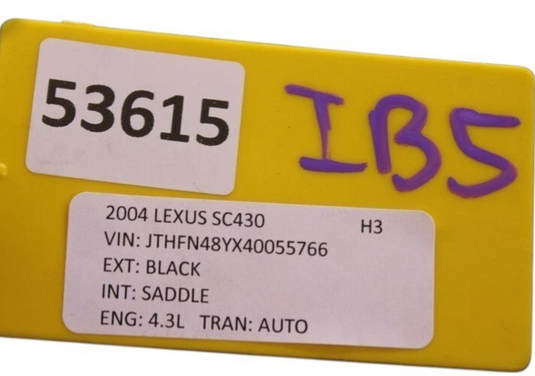 53615
IB5
2004 LEXUS SC430 H3
VIN: JTHFN48YX40055766
EXT: BLACK
INT: SADDLE
ENG: 4.3L TRAN: AUTO